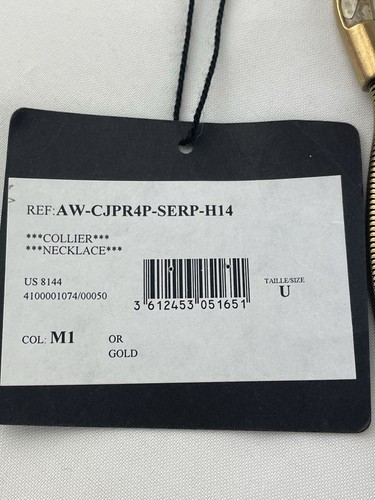 REF:AW-CJPR4P-SERP-H14
***COLLIER***
***NECKLACE***
US 8144
4100001074/00050
3 612453 051651
TAILLE/SIZE
U
COL: M1
OR
GOLD